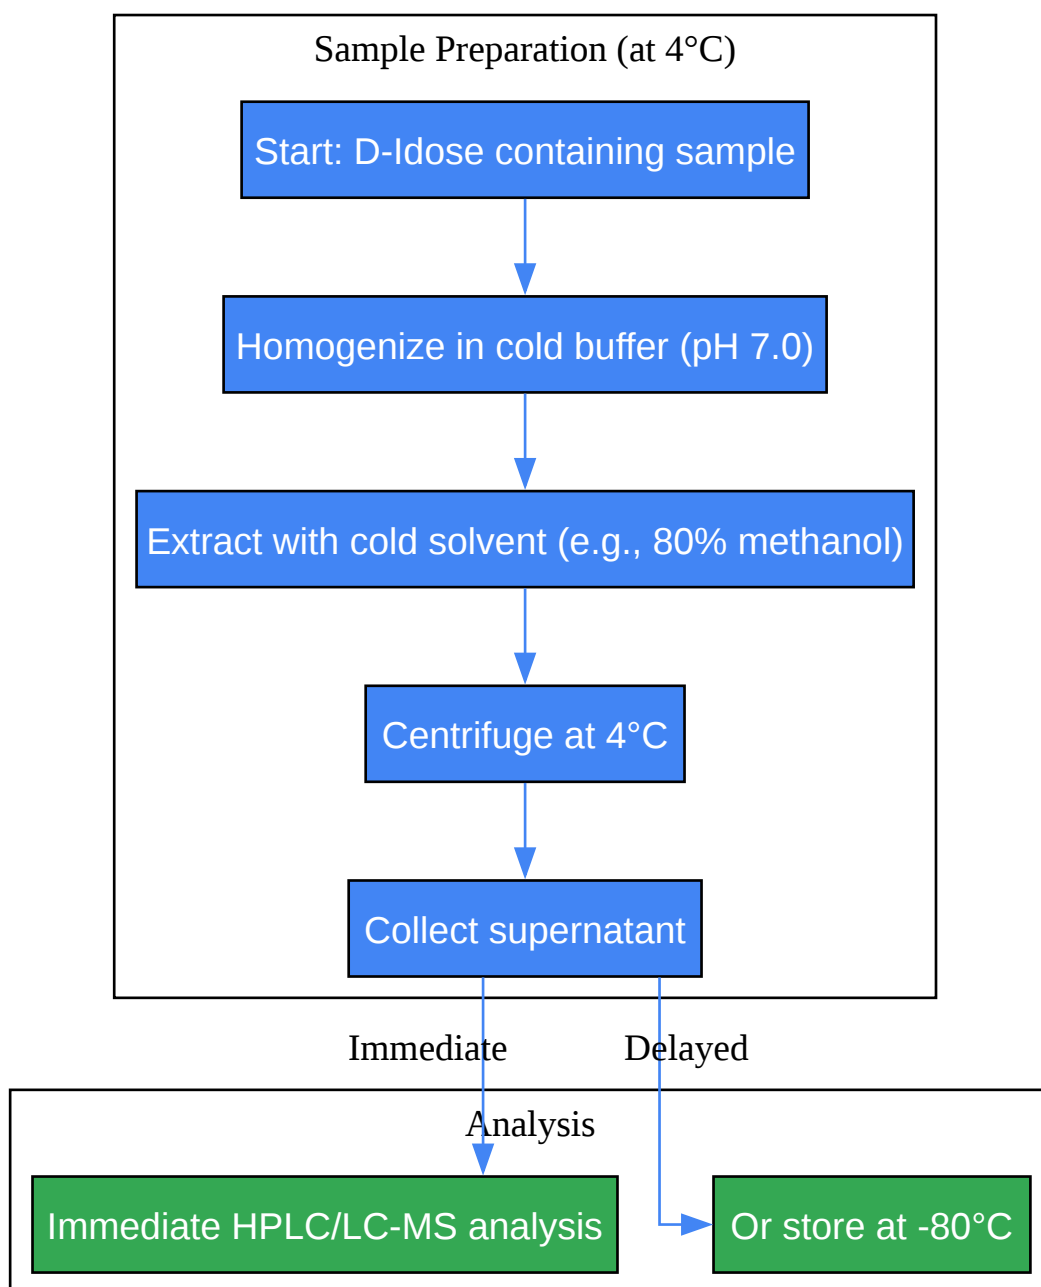 Sample Preparation (at 4°C)
Start: D-Idose containing sample
Homogenize in cold buffer (pH 7.0)
Extract with cold solvent (e.g., 80% methanol)
Centrifuge at 4°C
Collect supernatant
Immediate
Delayed
Analysis
Immediate HPLC/LC-MS analysis
Or store at -80°C